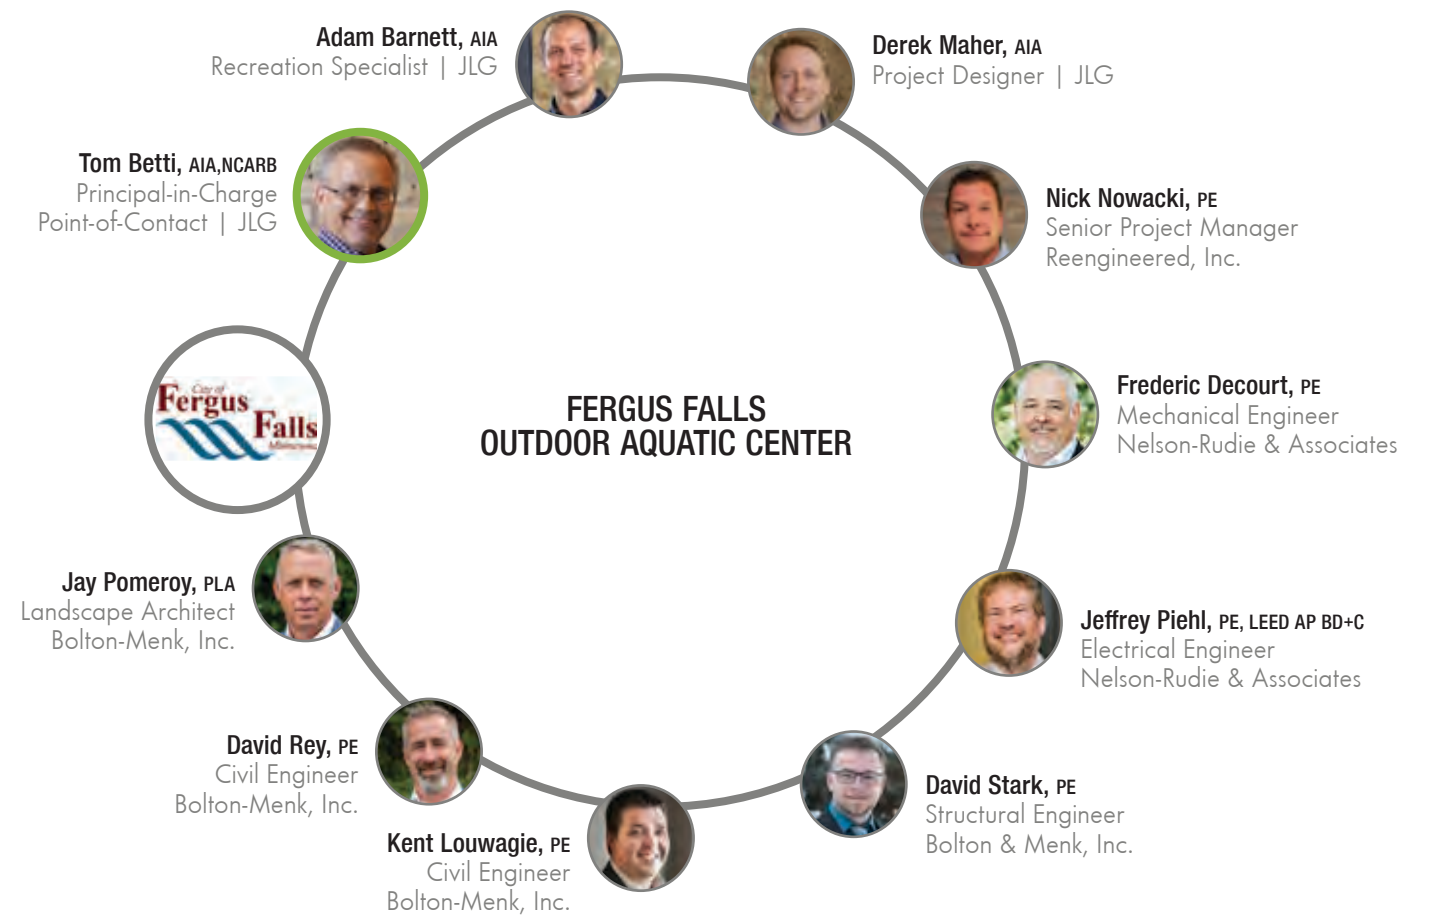 Adam Barnett, AIA
Recreation Specialist | JLG
Derek Maher, AIA
Project Designer | JLG
Tom Betti, AIA,NCARB
Principal-in-Charge
Point-of-Contact | JLG
Nick Nowacki, PE
Senior Project Manager
Reengineered, Inc.
City of
Fergus
Falls
Minnesota
FERGUS FALLS
OUTDOOR AQUATIC CENTER
Frederic Decourt, PE
Mechanical Engineer
Nelson-Rudie & Associates
Jay Pomeroy, PLA
Landscape Architect
Bolton-Menk, Inc.
Jeffrey Piehl, PE, LEED AP BD+C
Electrical Engineer
Nelson-Rudie & Associates
David Rey, PE
Civil Engineer
Bolton-Menk, Inc.
David Stark, PE
Structural Engineer
Bolton & Menk, Inc.
Kent Louwagie, PE
Civil Engineer
Bolton-Menk, Inc.